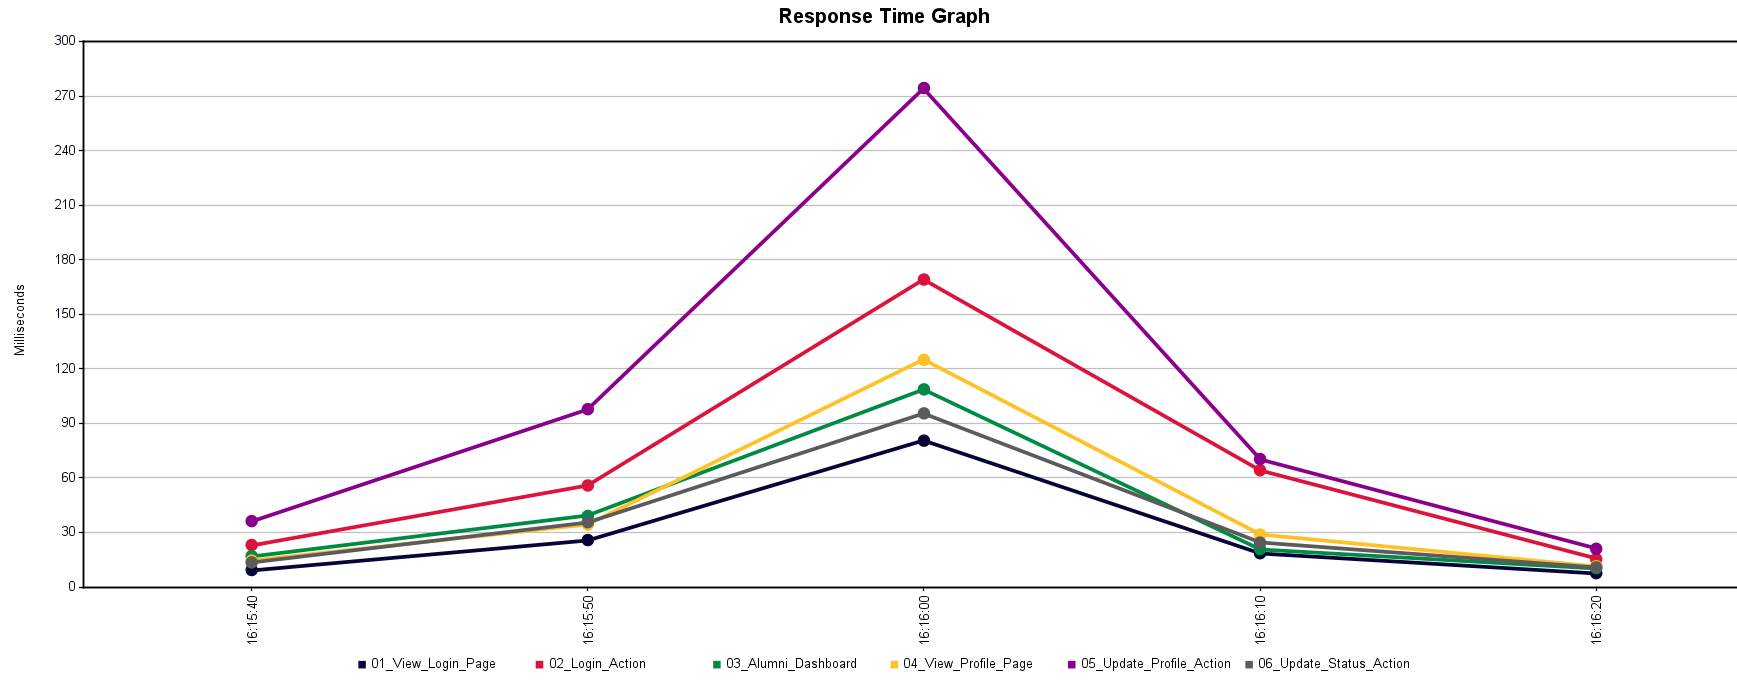 Response Time Graph
300
270
240
210
180
150
120
90
60
30
0
Milliseconds
16:15:40 16:15:50 16:16:00 16:16:10 16:16:20
01_View_Login_Page 02_Login_Action 03_Alumni_Dashboard 04_View_Profile_Page 05_Update_Profile_Action 06_Update_Status_Action